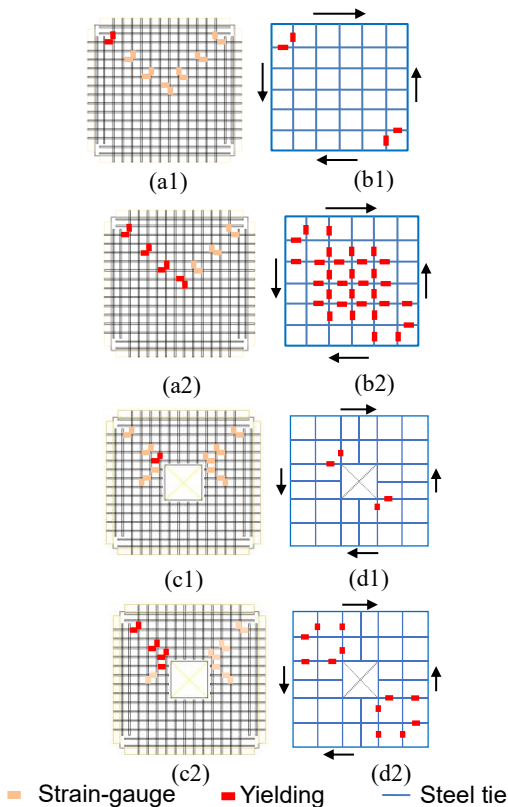 (a1) (b1)
(a2) (b2)
(c1) (d1)
(c2) (d2)
Strain-gauge Yielding Steel tie